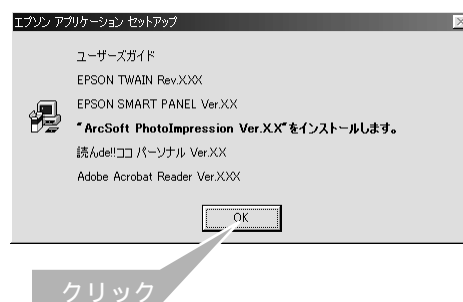 エプソン アプリケーション セットアップ
ユーザーズガイド
EPSON TWAIN Rev.X.XX
EPSON SMART PANEL Ver.X.X
“ArcSoft PhotoImpression Ver.X.X”をインストールします。
読んde!!ココ パーソナル Ver.X.X
Adobe Acrobat Reader Ver.X.XX
OK
クリック